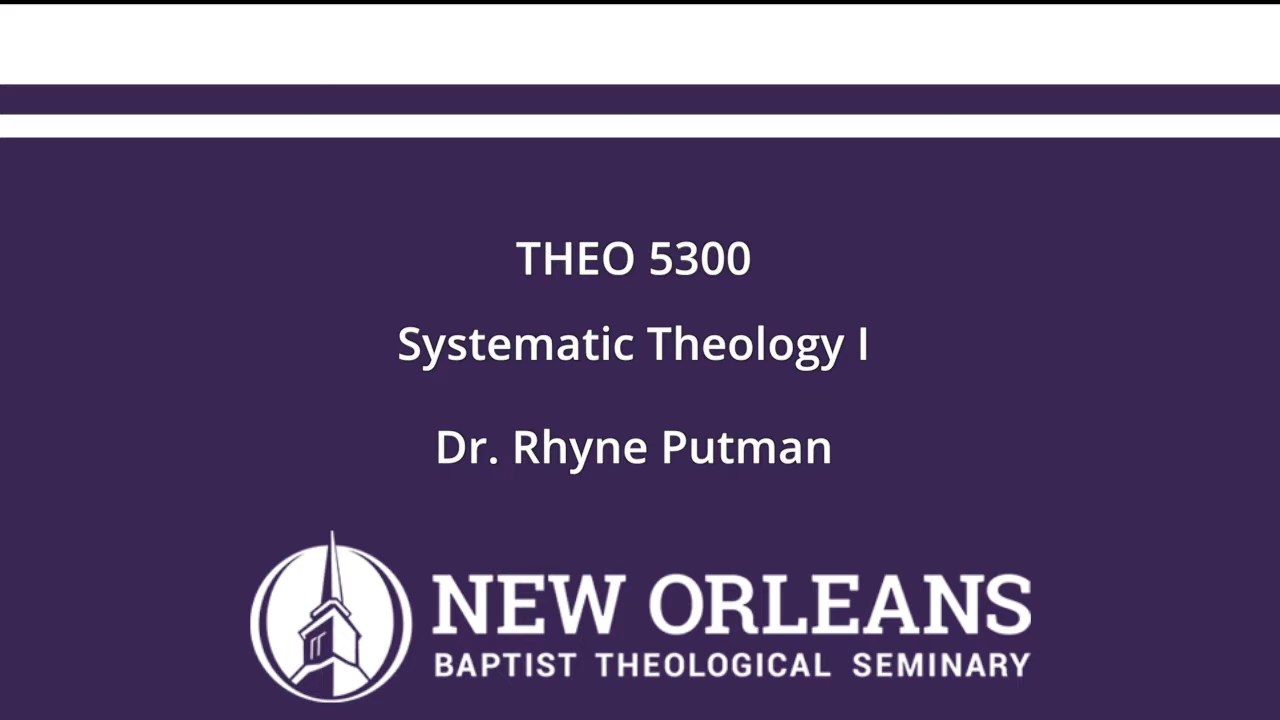 THEO 5300
Systematic Theology I
Dr. Rhyne Putman
NEW ORLEANS
BAPTIST THEOLOGICAL SEMINARY